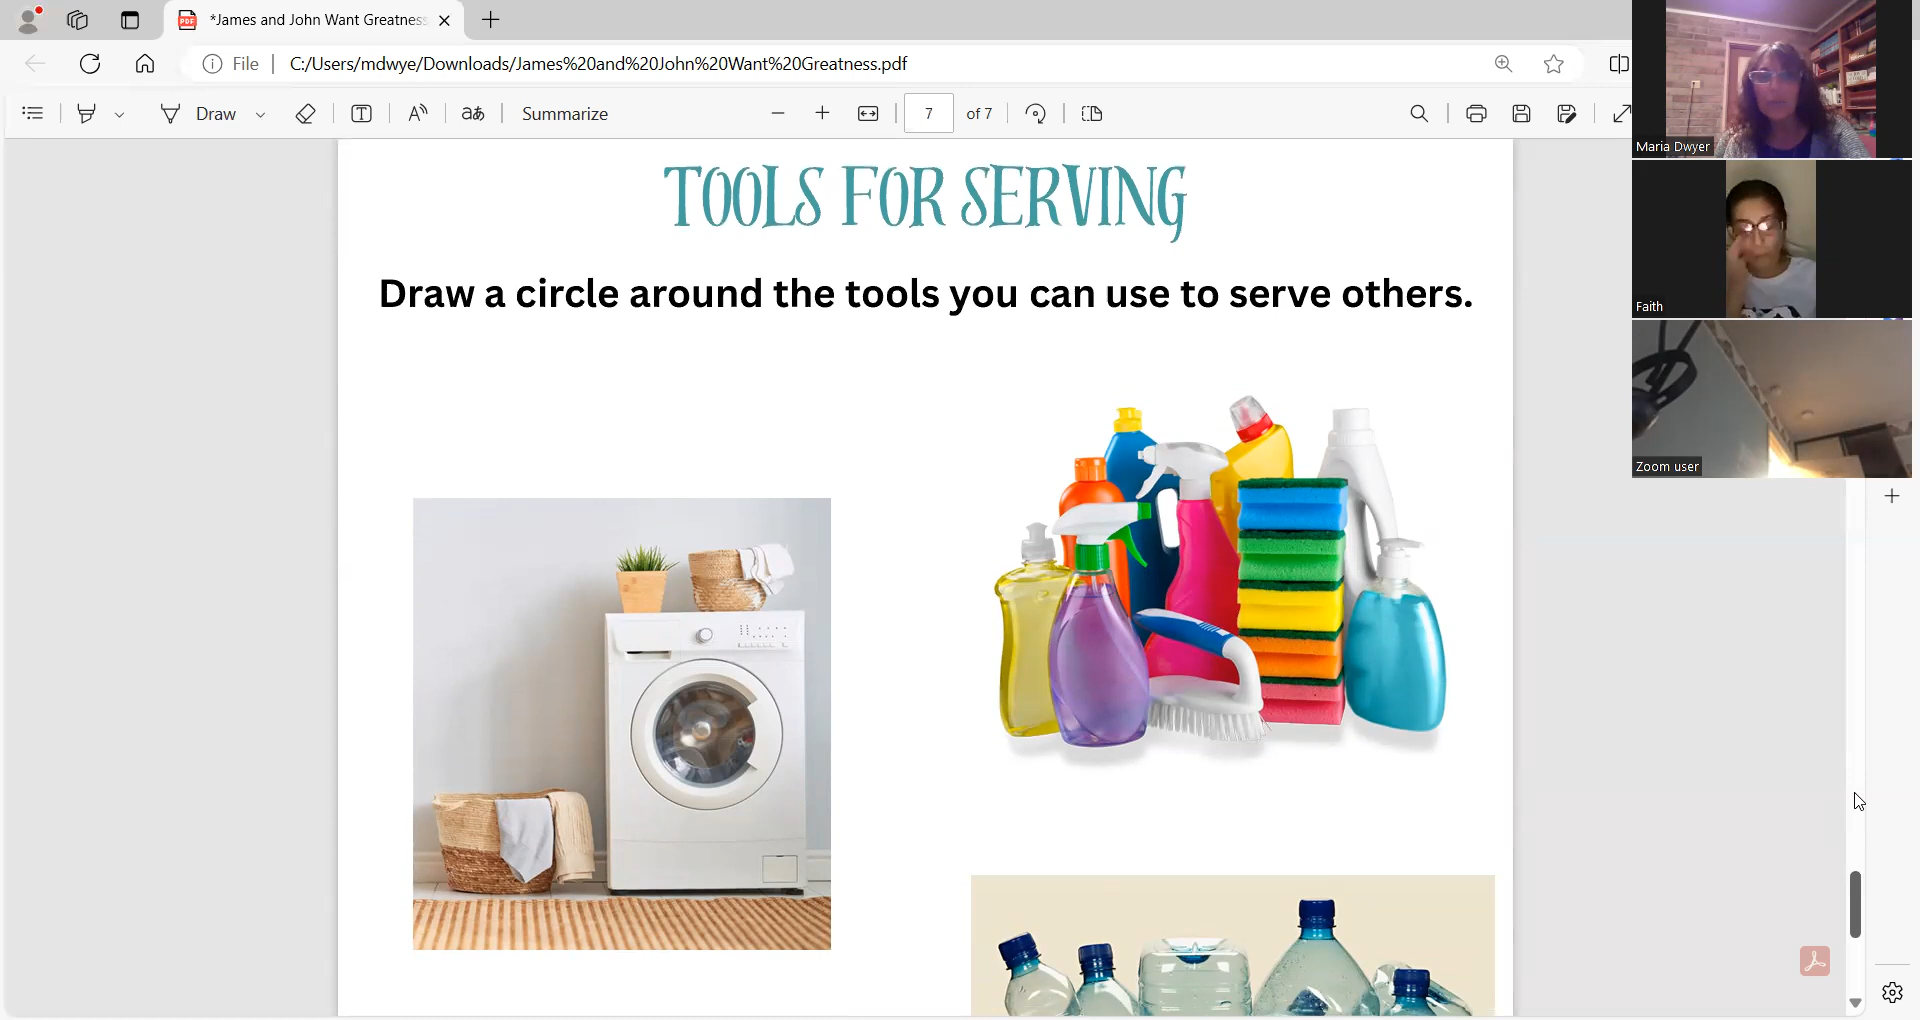 *James and John Want Greatness
File
C:/Users/mdwye/Downloads/James%20and%20John%20Want%20Greatness.pdf
Draw
aあ
Summarize
7
of 7
TOOLS FOR SERVING
Draw a circle around the tools you can use to serve others.
Maria Dwyer
Faith
Zoom user